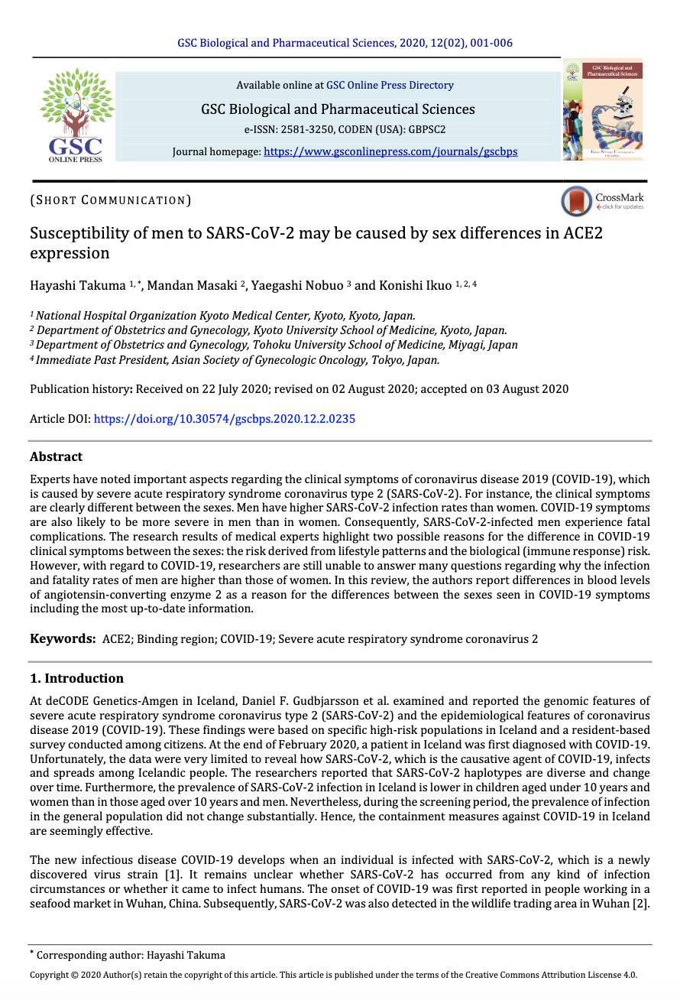 GSC Biological and Pharmaceutical Sciences, 2020, 12(02), 001-006
GSC
ONLINE PRESS
Available online at GSC Online Press Directory
GSC Biological and Pharmaceutical Sciences
e-ISSN: 2581-3250, CODEN (USA): GBPSC2
Journal homepage: https://www.gsconlinepress.com/journals/gscbps
GSC Biological and
Pharmaceutical Sciences
(SHORT COMMUNICATION)
CrossMark
click for updates
Susceptibility of men to SARS-CoV-2 may be caused by sex differences in ACE2
expression
Hayashi Takuma 1, *, Mandan Masaki 2, Yaegashi Nobuo 3 and Konishi Ikuo 1, 2, 4
1 National Hospital Organization Kyoto Medical Center, Kyoto, Kyoto, Japan.
2 Department of Obstetrics and Gynecology, Kyoto University School of Medicine, Kyoto, Japan.
3 Department of Obstetrics and Gynecology, Tohoku University School of Medicine, Miyagi, Japan
4 Immediate Past President, Asian Society of Gynecologic Oncology, Tokyo, Japan.
Publication history: Received on 22 July 2020; revised on 02 August 2020; accepted on 03 August 2020
Article DOI: https://doi.org/10.30574/gscbps.2020.12.2.0235
Abstract
Experts have noted important aspects regarding the clinical symptoms of coronavirus disease 2019 (COVID-19), which
is caused by severe acute respiratory syndrome coronavirus type 2 (SARS-CoV-2). For instance, the clinical symptoms
are clearly different between the sexes. Men have higher SARS-CoV-2 infection rates than women. COVID-19 symptoms
are also likely to be more severe in men than in women. Consequently, SARS-CoV-2-infected men experience fatal
complications. The research results of medical experts highlight two possible reasons for the difference in COVID-19
clinical symptoms between the sexes: the risk derived from lifestyle patterns and the biological (immune response) risk.
However, with regard to COVID-19, researchers are still unable to answer many questions regarding why the infection
and fatality rates of men are higher than those of women. In this review, the authors report differences in blood levels
of angiotensin-converting enzyme 2 as a reason for the differences between the sexes seen in COVID-19 symptoms
including the most up-to-date information.
Keywords: ACE2; Binding region; COVID-19; Severe acute respiratory syndrome coronavirus 2
1. Introduction
At deCODE Genetics-Amgen in Iceland, Daniel F. Gudbjarsson et al. examined and reported the genomic features of
severe acute respiratory syndrome coronavirus type 2 (SARS-CoV-2) and the epidemiological features of coronavirus
disease 2019 (COVID-19). These findings were based on specific high-risk populations in Iceland and a resident-based
survey conducted among citizens. At the end of February 2020, a patient in Iceland was first diagnosed with COVID-19.
Unfortunately, the data were very limited to reveal how SARS-CoV-2, which is the causative agent of COVID-19, infects
and spreads among Icelandic people. The researchers reported that SARS-CoV-2 haplotypes are diverse and change
over time. Furthermore, the prevalence of SARS-CoV-2 infection in Iceland is lower in children aged under 10 years and
women than in those aged over 10 years and men. Nevertheless, during the screening period, the prevalence of infection
in the general population did not change substantially. Hence, the containment measures against COVID-19 in Iceland
are seemingly effective.
The new infectious disease COVID-19 develops when an individual is infected with SARS-CoV-2, which is a newly
discovered virus strain [1]. It remains unclear whether SARS-CoV-2 has occurred from any kind of infection
circumstances or whether it came to infect humans. The onset of COVID-19 was first reported in people working in a
seafood market in Wuhan, China. Subsequently, SARS-CoV-2 was also detected in the wildlife trading area in Wuhan [2].
* Corresponding author: Hayashi Takuma
Copyright © 2020 Author(s) retain the copyright of this article. This article is published under the terms of the Creative Commons Attribution Liscense 4.0.